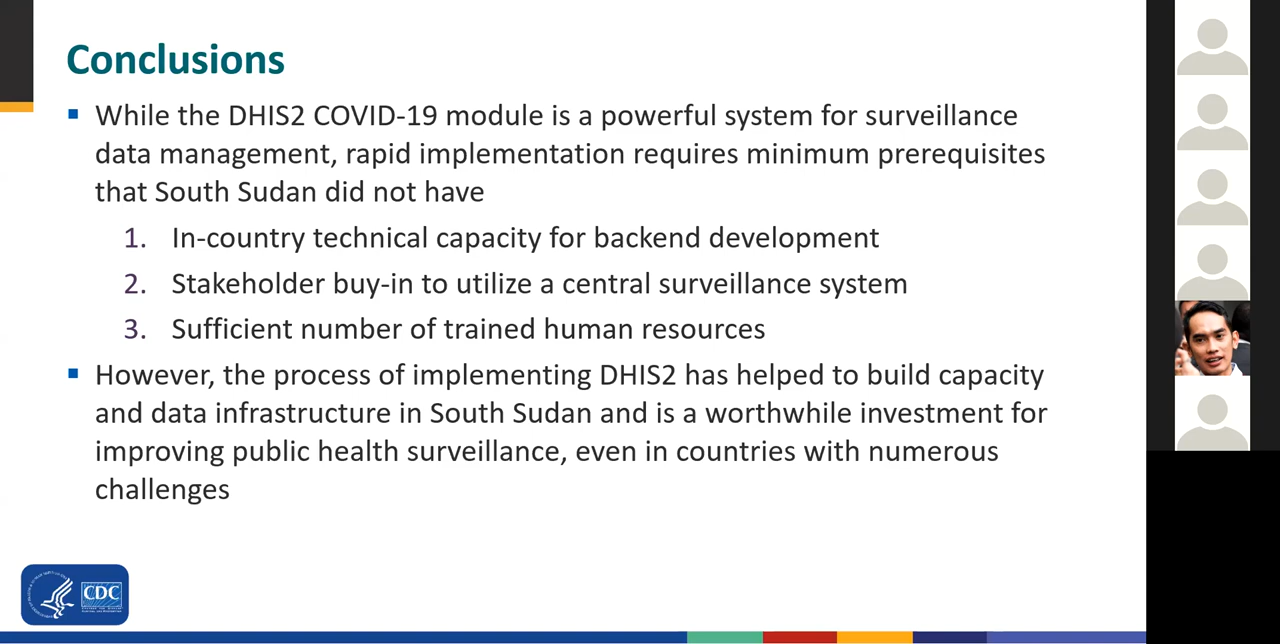 Conclusions
▪ While the DHIS2 COVID-19 module is a powerful system for surveillance
data management, rapid implementation requires minimum prerequisites
that South Sudan did not have
1. In-country technical capacity for backend development
2. Stakeholder buy-in to utilize a central surveillance system
3. Sufficient number of trained human resources
▪ However, the process of implementing DHIS2 has helped to build capacity
and data infrastructure in South Sudan and is a worthwhile investment for
improving public health surveillance, even in countries with numerous
challenges
CDC